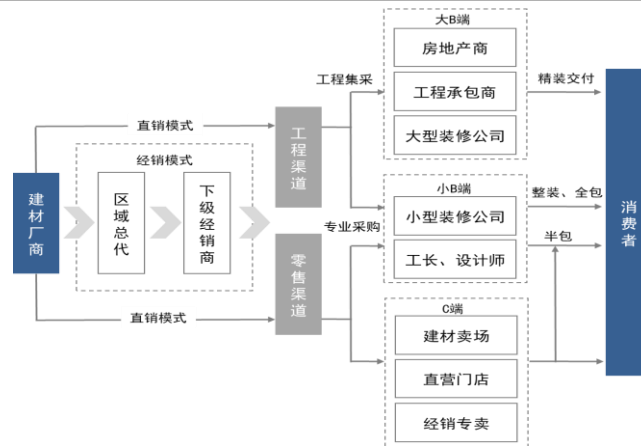 大B端
房地产商
工程集采
精装交付
工程承包商
直销模式
大型装修公司
工程渠道
经销模式
建材厂商
区域总代
下级经销商
小B端
整装、全包
小型装修公司
消费者
专业采购
半包
工长、设计师
零售渠道
C端
直销模式
建材卖场
直营门店
经销专卖